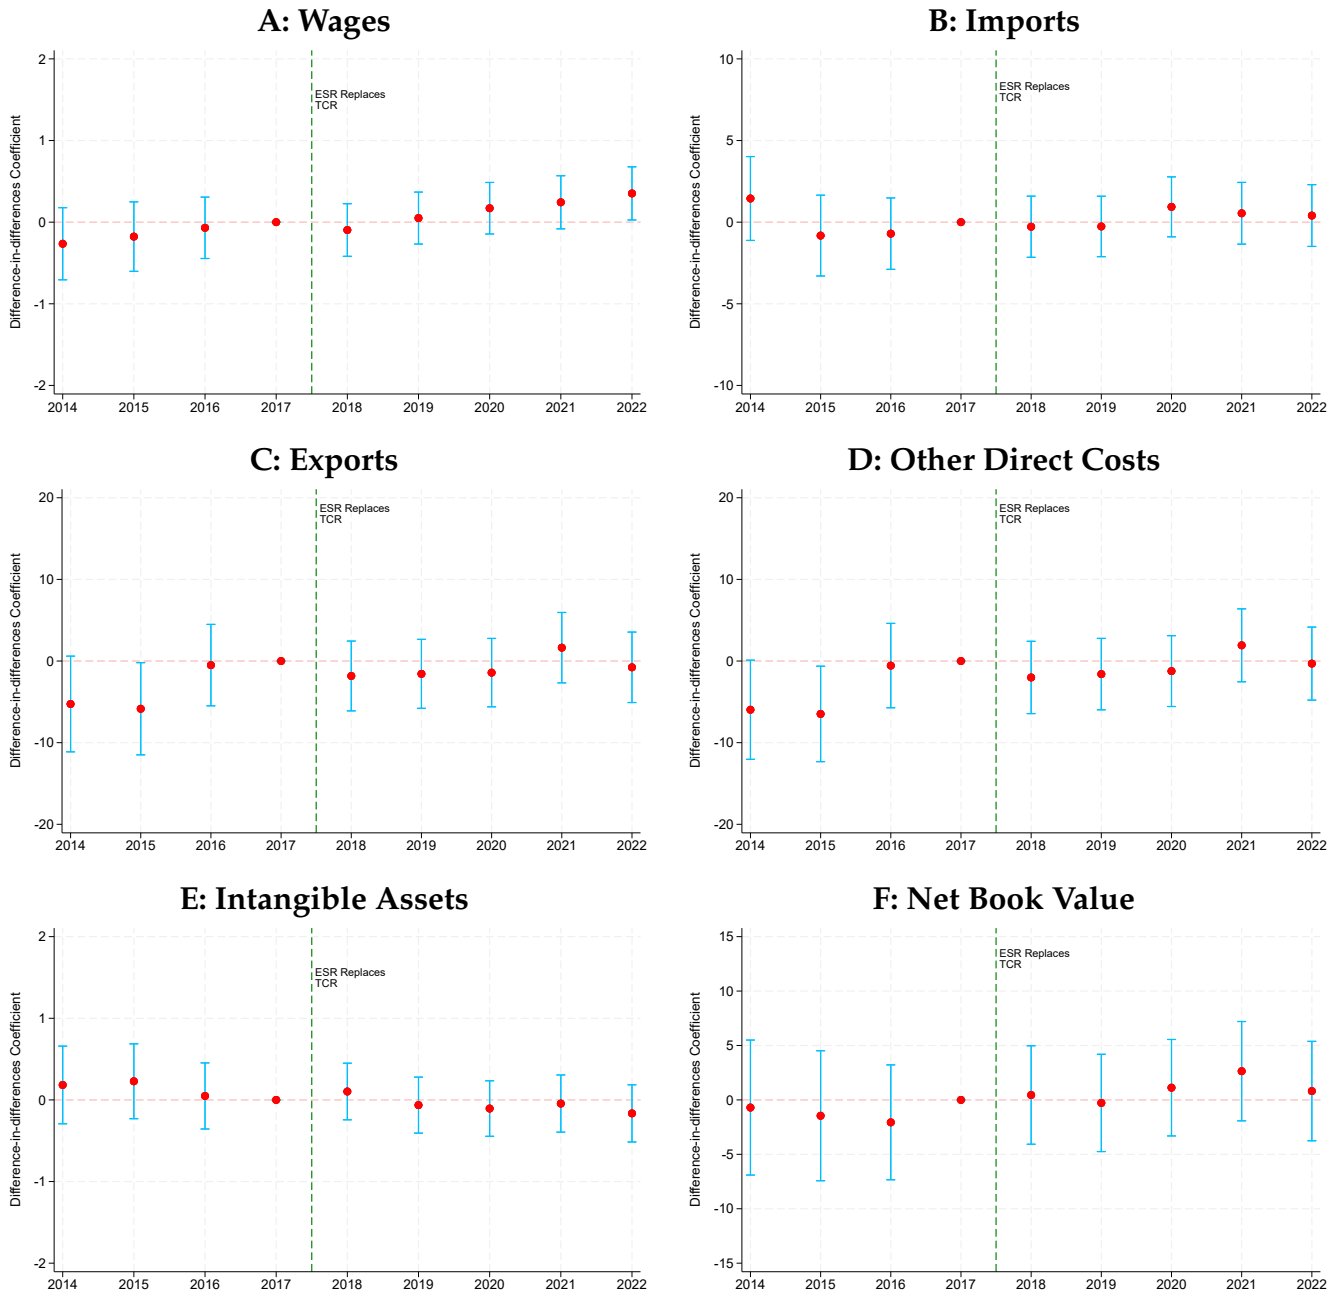 A: Wages
Difference-in-differences Coefficient
2
1
0
-1
-2
ESR Replaces
TCR
2014 2015 2016 2017 2018 2019 2020 2021 2022
B: Imports
Difference-in-differences Coefficient
10
5
0
-5
-10
ESR Replaces
TCR
2014 2015 2016 2017 2018 2019 2020 2021 2022
C: Exports
Difference-in-differences Coefficient
20
10
0
-10
-20
ESR Replaces
TCR
2014 2015 2016 2017 2018 2019 2020 2021 2022
D: Other Direct Costs
Difference-in-differences Coefficient
20
10
0
-10
-20
ESR Replaces
TCR
2014 2015 2016 2017 2018 2019 2020 2021 2022
E: Intangible Assets
Difference-in-differences Coefficient
2
1
0
-1
-2
ESR Replaces
TCR
2014 2015 2016 2017 2018 2019 2020 2021 2022
F: Net Book Value
Difference-in-differences Coefficient
15
10
5
0
-5
-10
-15
ESR Replaces
TCR
2014 2015 2016 2017 2018 2019 2020 2021 2022